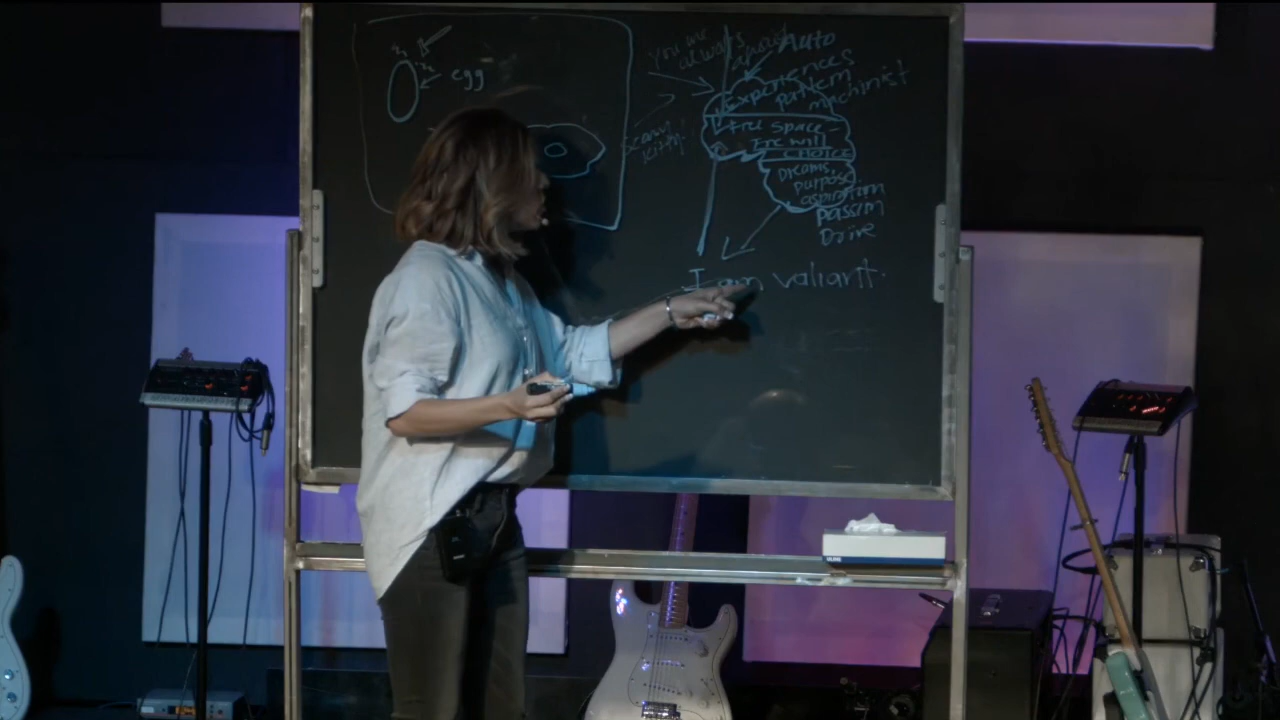 egg
you are
always
Auto
Experiences
pattern
machinist
Free space -
Free will
CHOICE
Dreams
purpose
aspiration
passion
Drive
I am valiant.